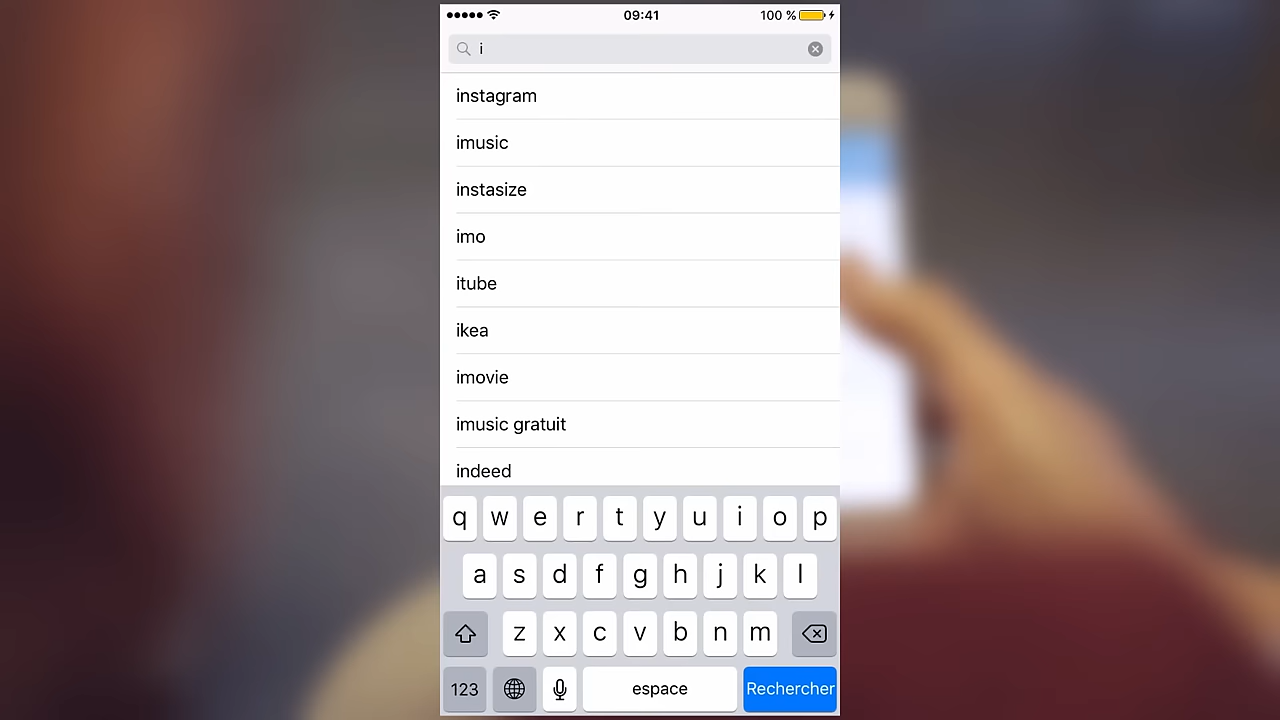 09:41
100 %
i
instagram
imusic
instasize
imo
itube
ikea
imovie
imusic gratuit
indeed
q w e r t y u i o p
a s d f g h j k l
z x c v b n m
123 espace Rechercher